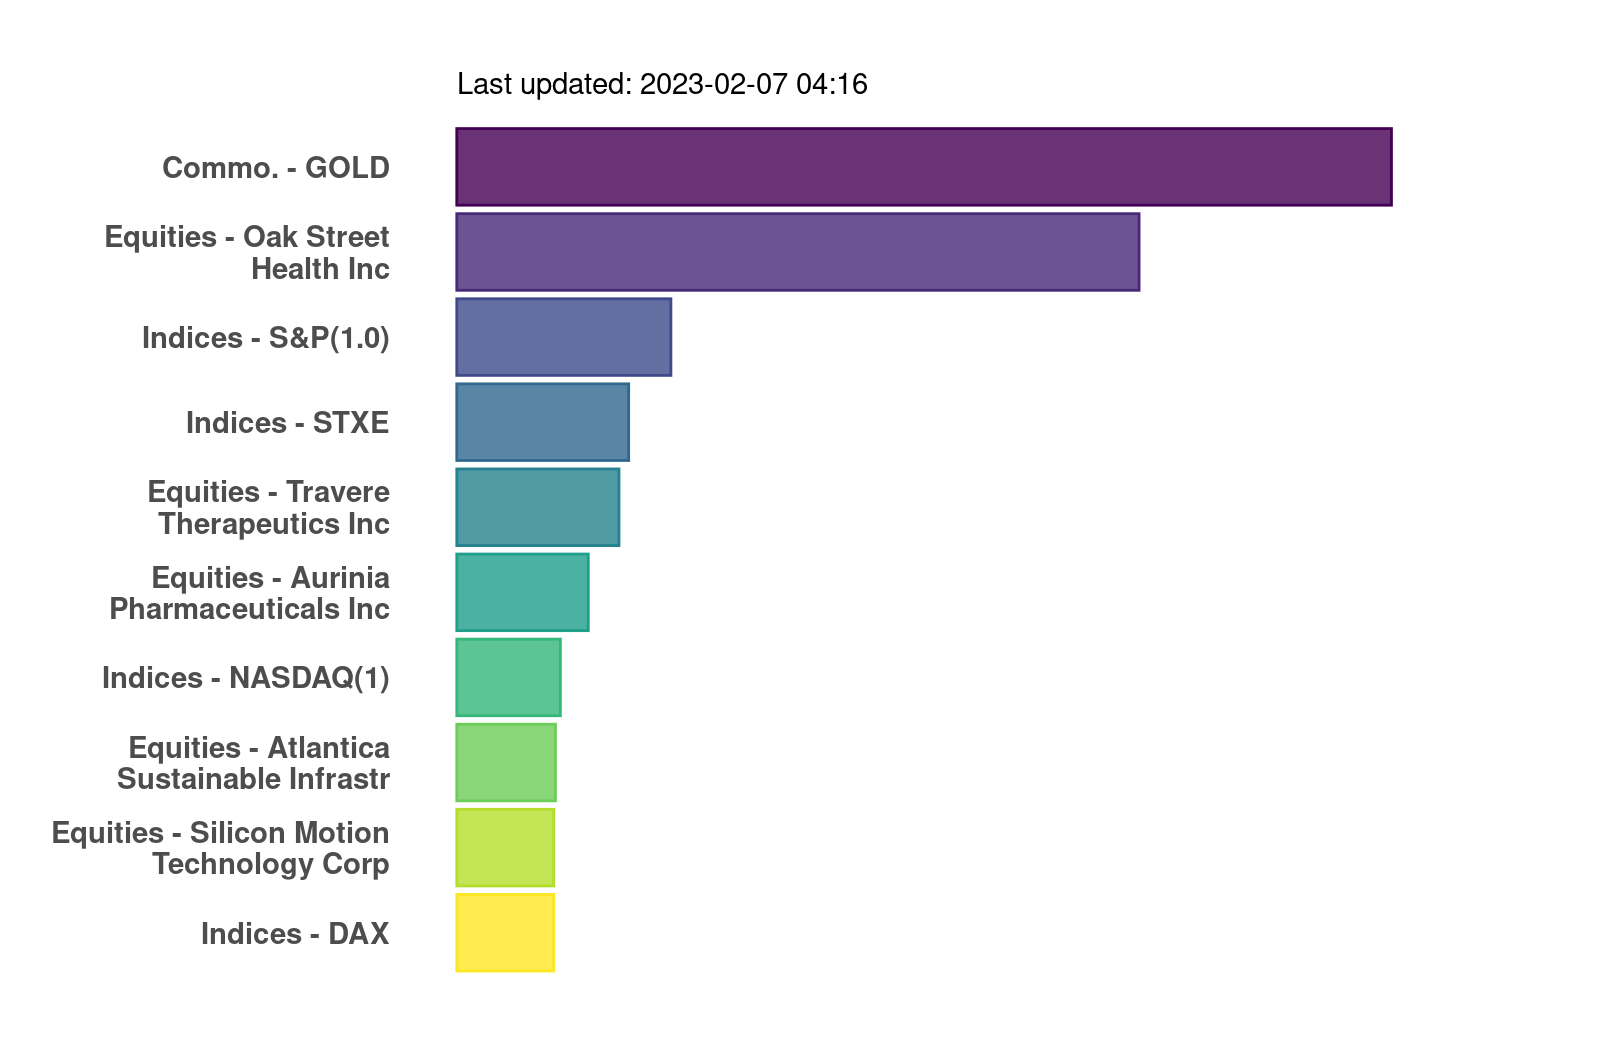 Last updated: 2023-02-07 04:16
Commo. - GOLD
Equities - Oak Street
Health Inc
Indices - S&P(1.0)
Indices - STXE
Equities - Travere
Therapeutics Inc
Equities - Aurinia
Pharmaceuticals Inc
Indices - NASDAQ(1)
Equities - Atlantica
Sustainable Infrastr
Equities - Silicon Motion
Technology Corp
Indices - DAX